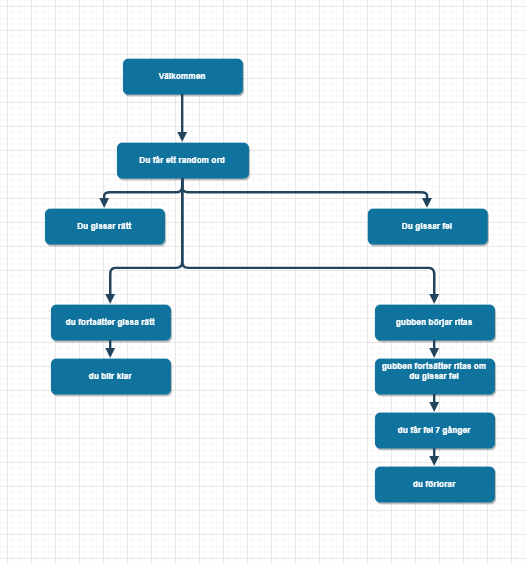 Välkommen
Du får ett random ord
Du gissar rätt
Du gissar fel
du fortsätter gissa rätt
gubben börjar ritas
du blir klar
gubben fortsätter ritas om
du gissar fel
du får fel 7 gånger
du förlorar